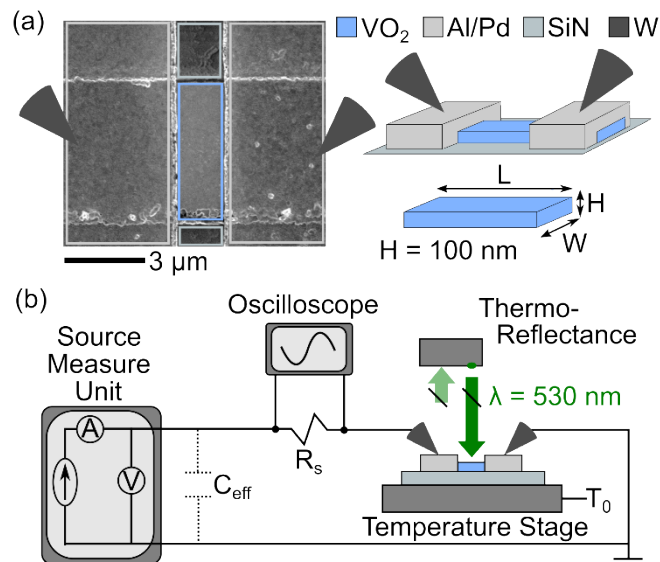 (a)
VO₂ Al/Pd SiN W
L
H
W
H = 100 nm
3 μm
(b)
Oscilloscope
Thermo-
Reflectance
Source
Measure
Unit
λ = 530 nm
A
V
Rₛ
C_eff
T₀
Temperature Stage